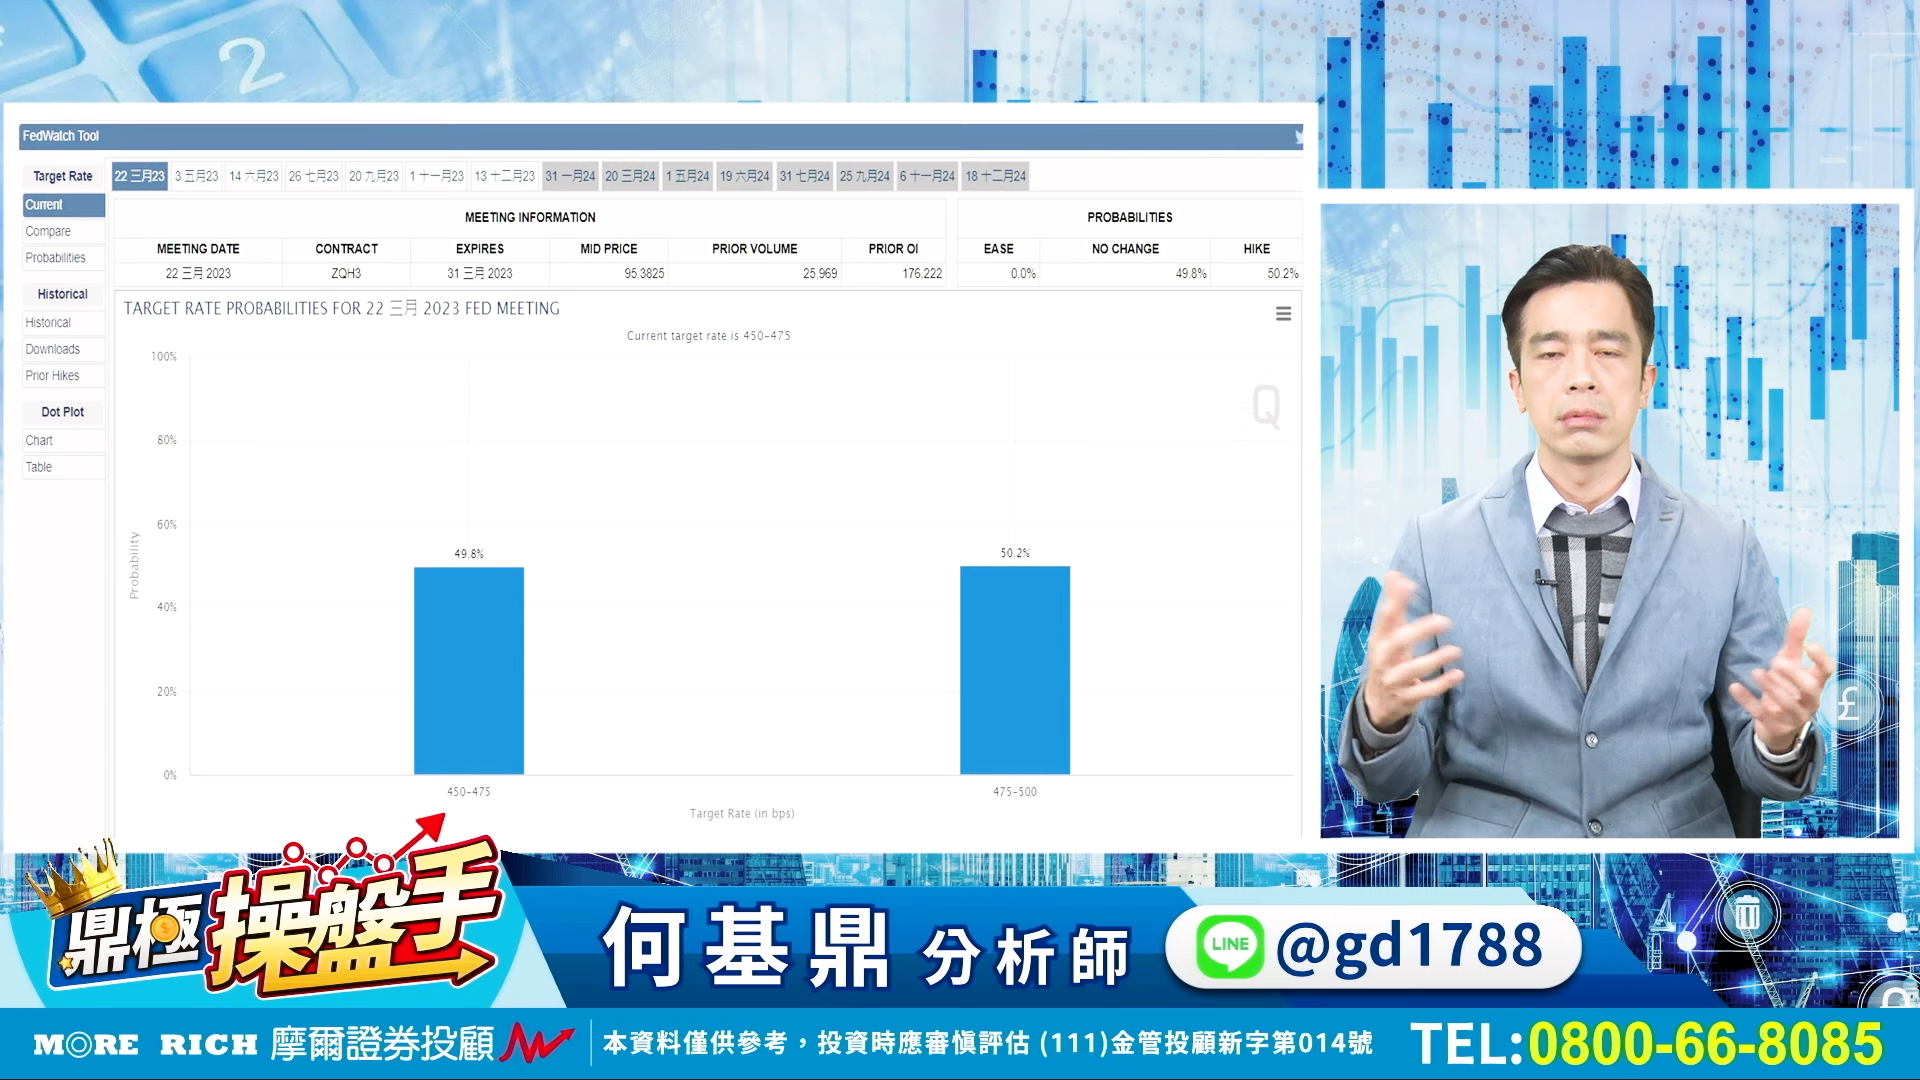 2
FedWatch Tool
Target Rate
Current
Compare
Probabilities
Historical
Historical
Downloads
Prior Hikes
Dot Plot
Chart
Table
22 三月23 3 五月23 14 六月23 26 七月23 20 九月23 1 十一月23 13 十二月23 31 一月24 20 三月24 1 五月24 19 六月24 31 七月24 25 九月24 6 十一月24 18 十二月24
MEETING INFORMATION PROBABILITIES
MEETING DATE CONTRACT EXPIRES MID PRICE PRIOR VOLUME PRIOR OI EASE NO CHANGE HIKE
22 三月 2023 ZQH3 31 三月 2023 95.3825 25,969 176,222 0.0% 49.8% 50.2%
TARGET RATE PROBABILITIES FOR 22 三月 2023 FED MEETING
Current target rate is 450-475
Q
Probability
100%
80%
60%
40%
20%
0%
49.8% 50.2%
450-475 475-500
Target Rate (in bps)
£
鼎極操盤手
何基鼎 分析師
LINE @gd1788
MORE RICH 摩爾證券投顧
本資料僅供參考，投資時應審慎評估 (111)金管投顧新字第014號
TEL:0800-66-8085